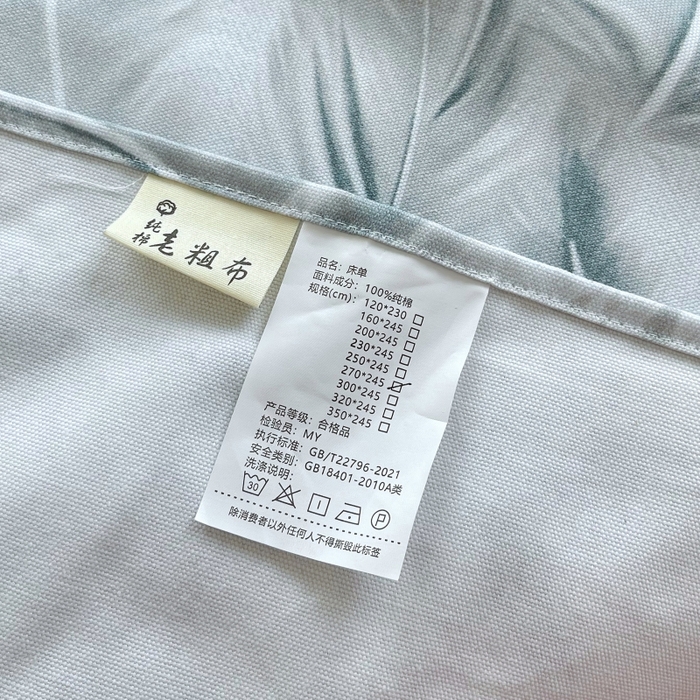 纯棉老粗布
品名：床单
面料成分：100%纯棉
规格(cm)：120*230 □
160*245 □
200*245 □
230*245 □
250*245 □
270*245 ☑
300*245 □
320*245 □
350*245 □
产品等级：合格品
检验员：MY
执行标准：GB/T22796-2021
安全类别：GB18401-2010A类
洗涤说明：
30 P
除消费者以外任何人不得撕毁此标签